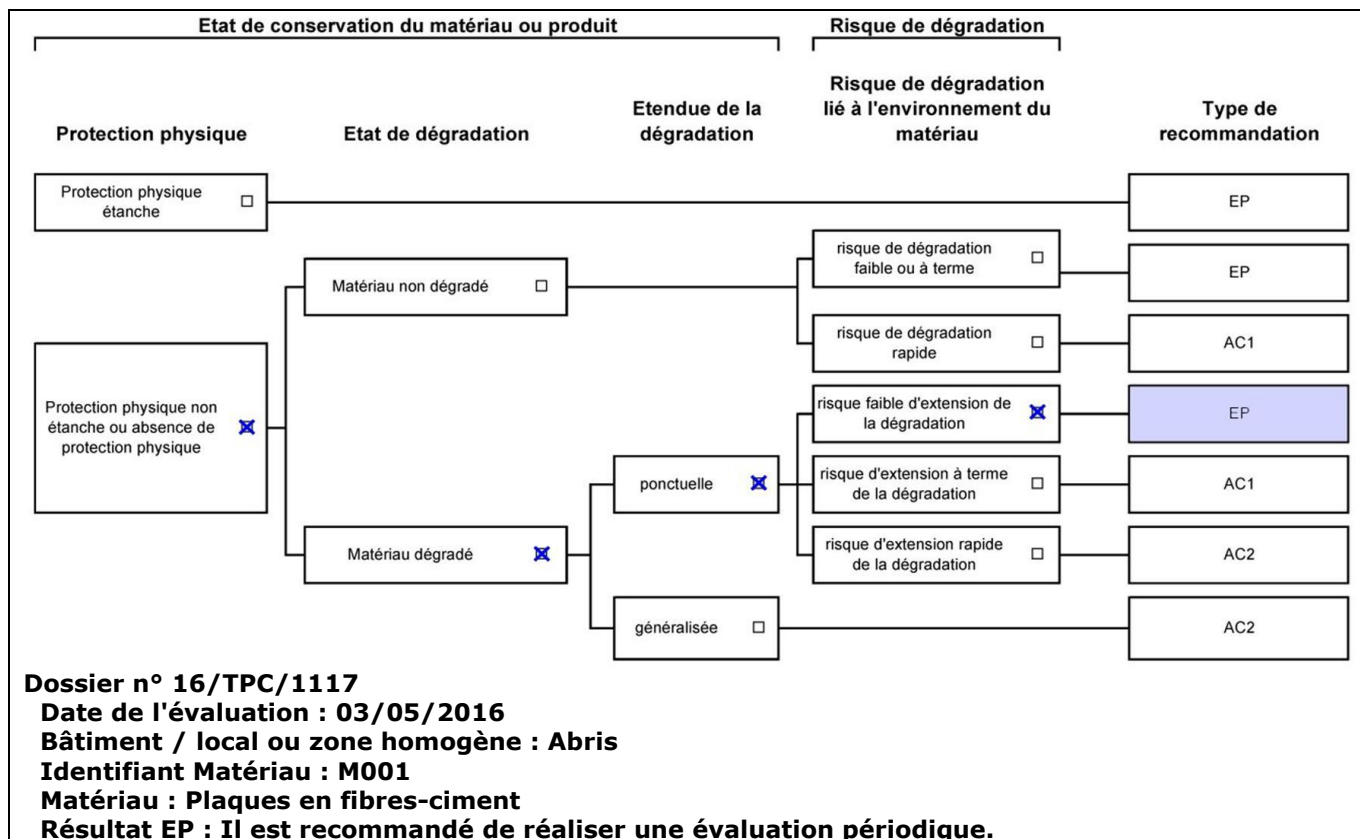 Etat de conservation du matériau ou produit
Risque de dégradation
Protection physique
Etat de dégradation
Etendue de la
dégradation
Risque de dégradation
lié à l'environnement du
matériau
Type de
recommandation
Protection physique
étanche
EP
Matériau non dégradé
risque de dégradation
faible ou à terme
EP
risque de dégradation
rapide
AC1
Protection physique non
étanche ou absence de
protection physique
risque faible d'extension de
la dégradation
EP
ponctuelle
risque d'extension à terme
de la dégradation
AC1
Matériau dégradé
risque d'extension rapide
de la dégradation
AC2
généralisée
AC2
Dossier n° 16/TPC/1117
Date de l'évaluation : 03/05/2016
Bâtiment / local ou zone homogène : Abris
Identifiant Matériau : M001
Matériau : Plaques en fibres-ciment
Résultat EP : Il est recommandé de réaliser une évaluation périodique.